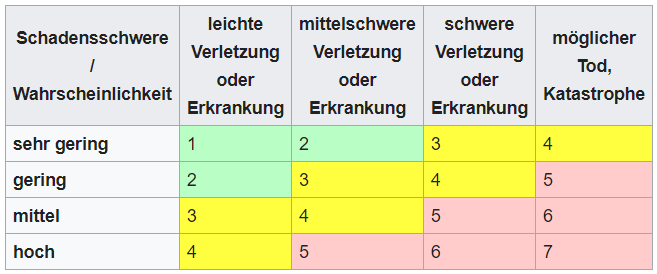 Schadensschwere / Wahrscheinlichkeit	leichte Verletzung oder Erkrankung	mittelschwere Verletzung oder Erkrankung	schwere Verletzung oder Erkrankung	möglicher Tod, Katastrophe
sehr gering	1	2	3	4
gering	2	3	4	5
mittel	3	4	5	6
hoch	4	5	6	7